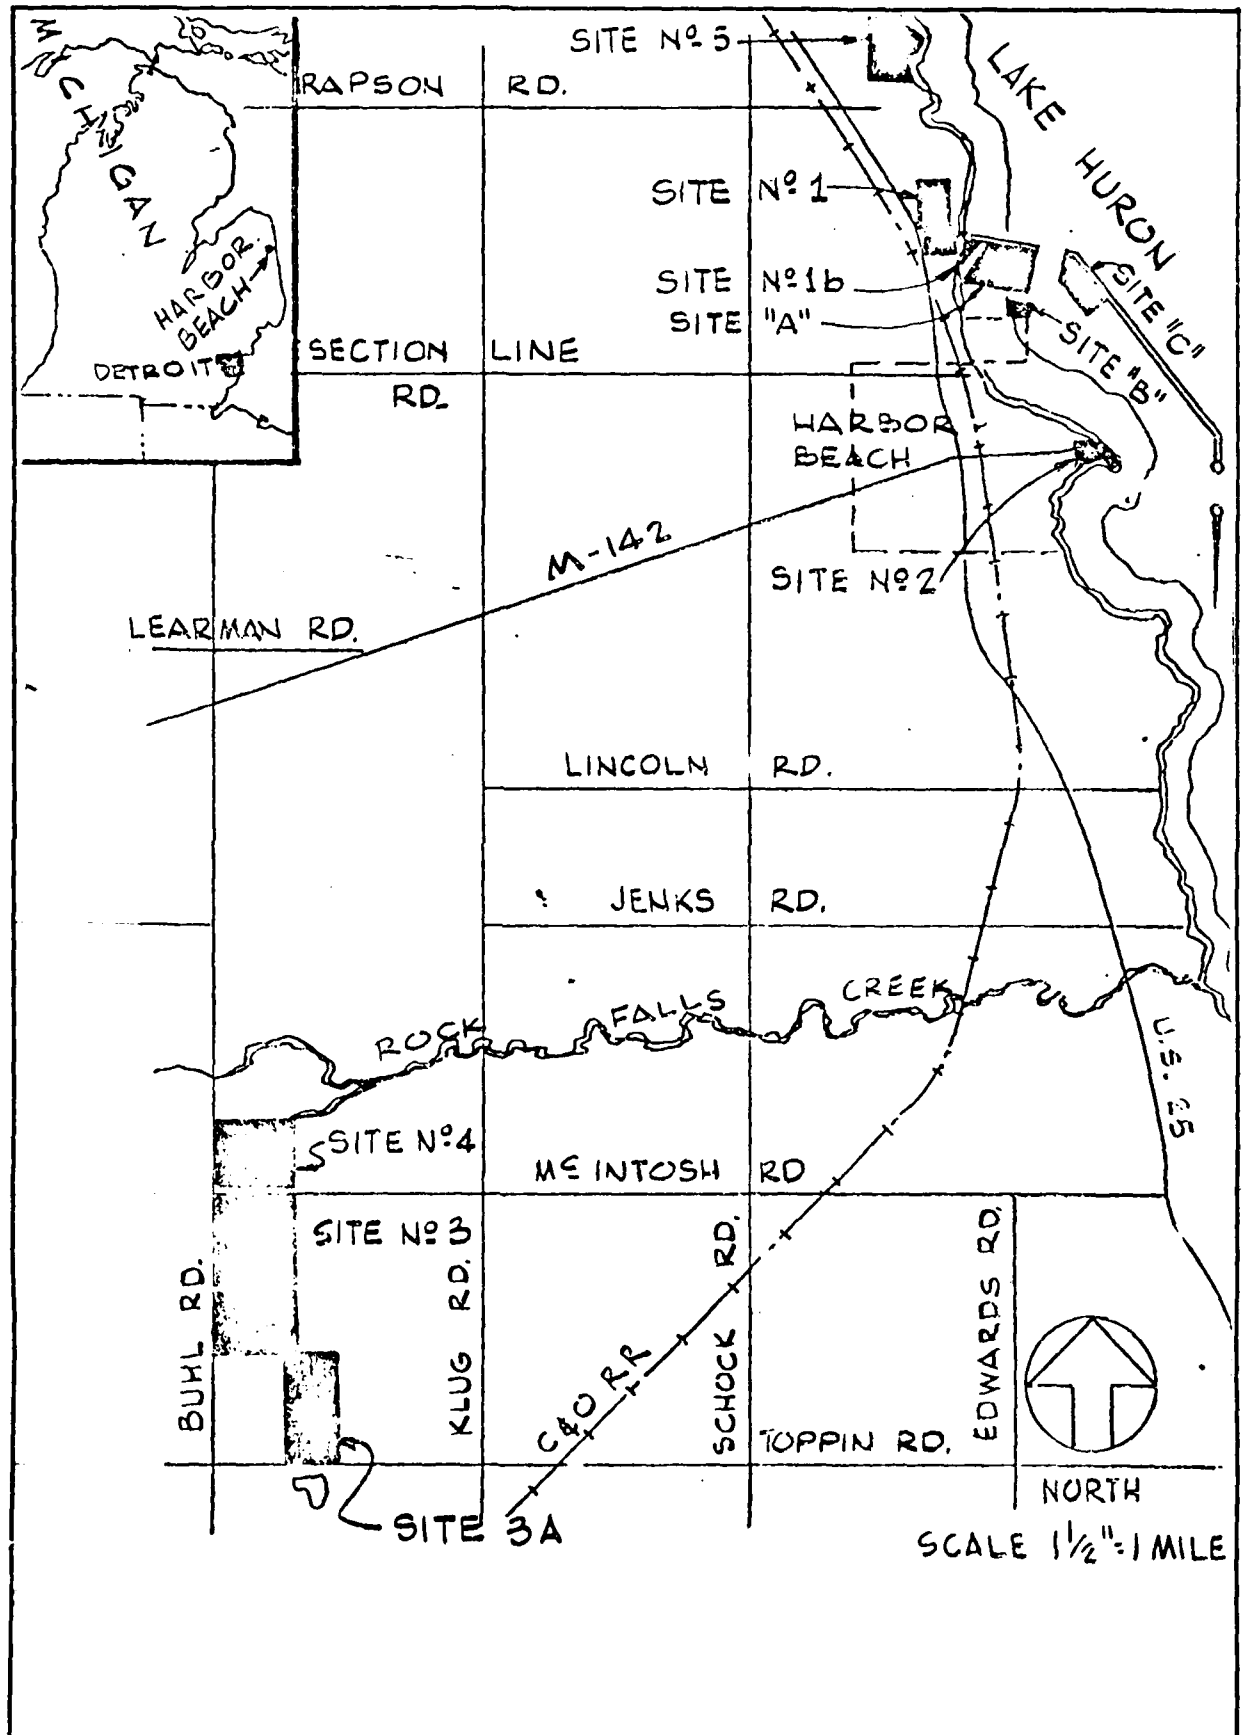 MICHIGAN
HARBOR
BEACH
DETROIT
SITE Nº 5
RAPSON RD.
LAKE HURON
SITE Nº 1
SITE Nº 1b
SITE "A"
SITE "C"
SITE "B"
SECTION LINE
RD.
HARBOR
BEACH
M-142
SITE Nº 2
LEARMAN RD.
LINCOLN RD.
JENKS RD.
ROCK FALLS CREEK
U.S. 25
SITE Nº 4
Mc INTOSH RD
SITE Nº 3
BUHL RD.
KLUG RD.
SCHOCK RD.
EDWARDS RD.
C&O RR
TOPPIN RD.
NORTH
SITE 3A
SCALE 1 1/2" = 1 MILE